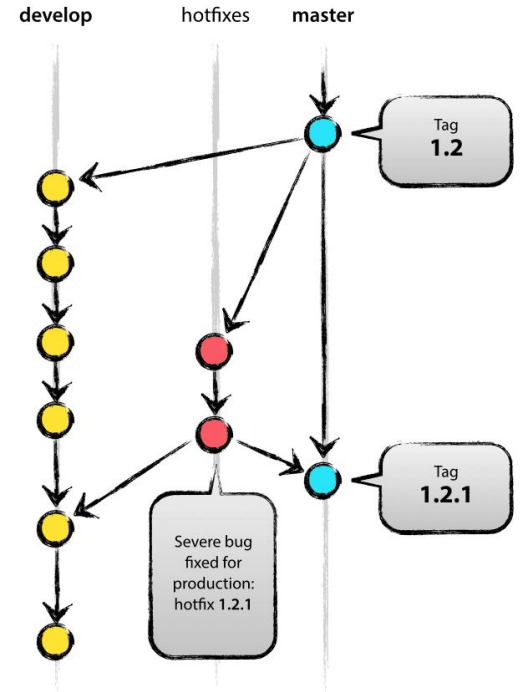 develop
hotfixes
master
Tag
1.2
Tag
1.2.1
Severe bug
fixed for
production:
hotfix 1.2.1